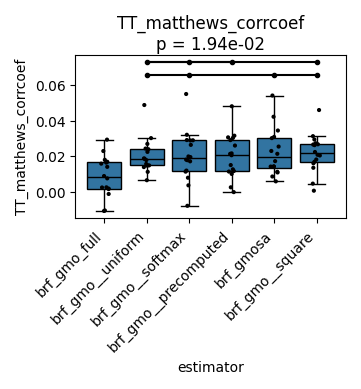 TT_matthews_corrcoef
p = 1.94e-02
TT_matthews_corrcoef
0.06
0.04
0.02
0.00
brf_gmo_full
brf_gmo__uniform
brf_gmo__softmax
brf_gmo__precomputed
brf_gmosa
brf_gmo__square
estimator